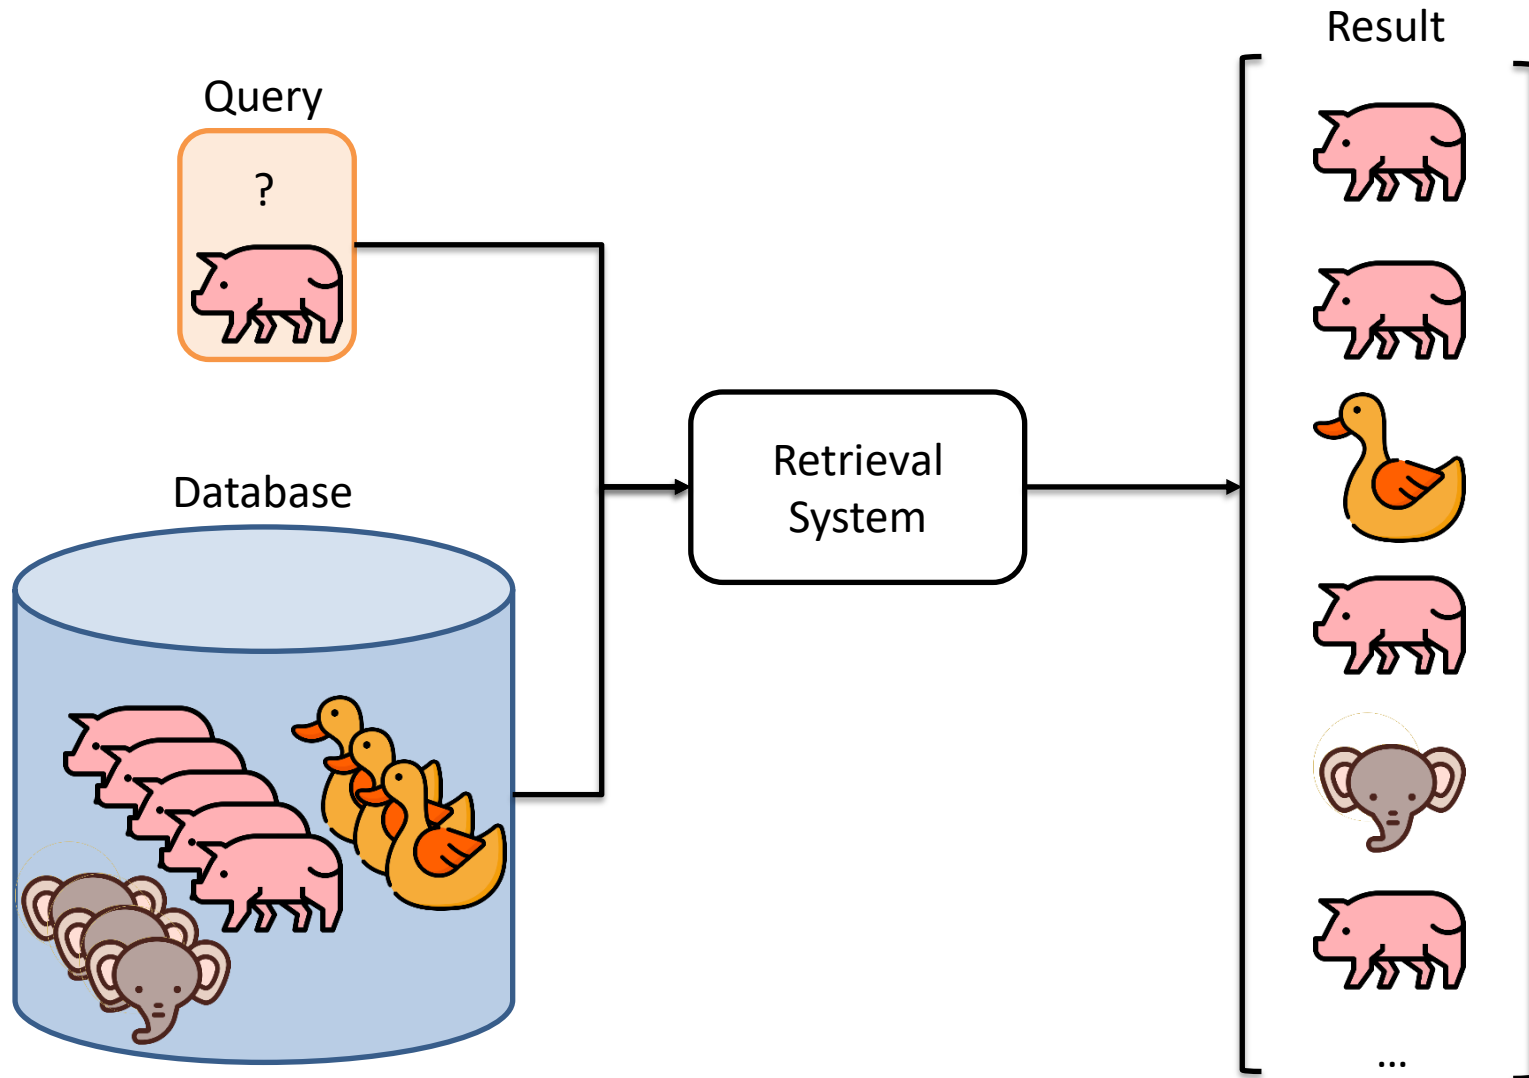 Result
Query
?
Database
Retrieval
System
...